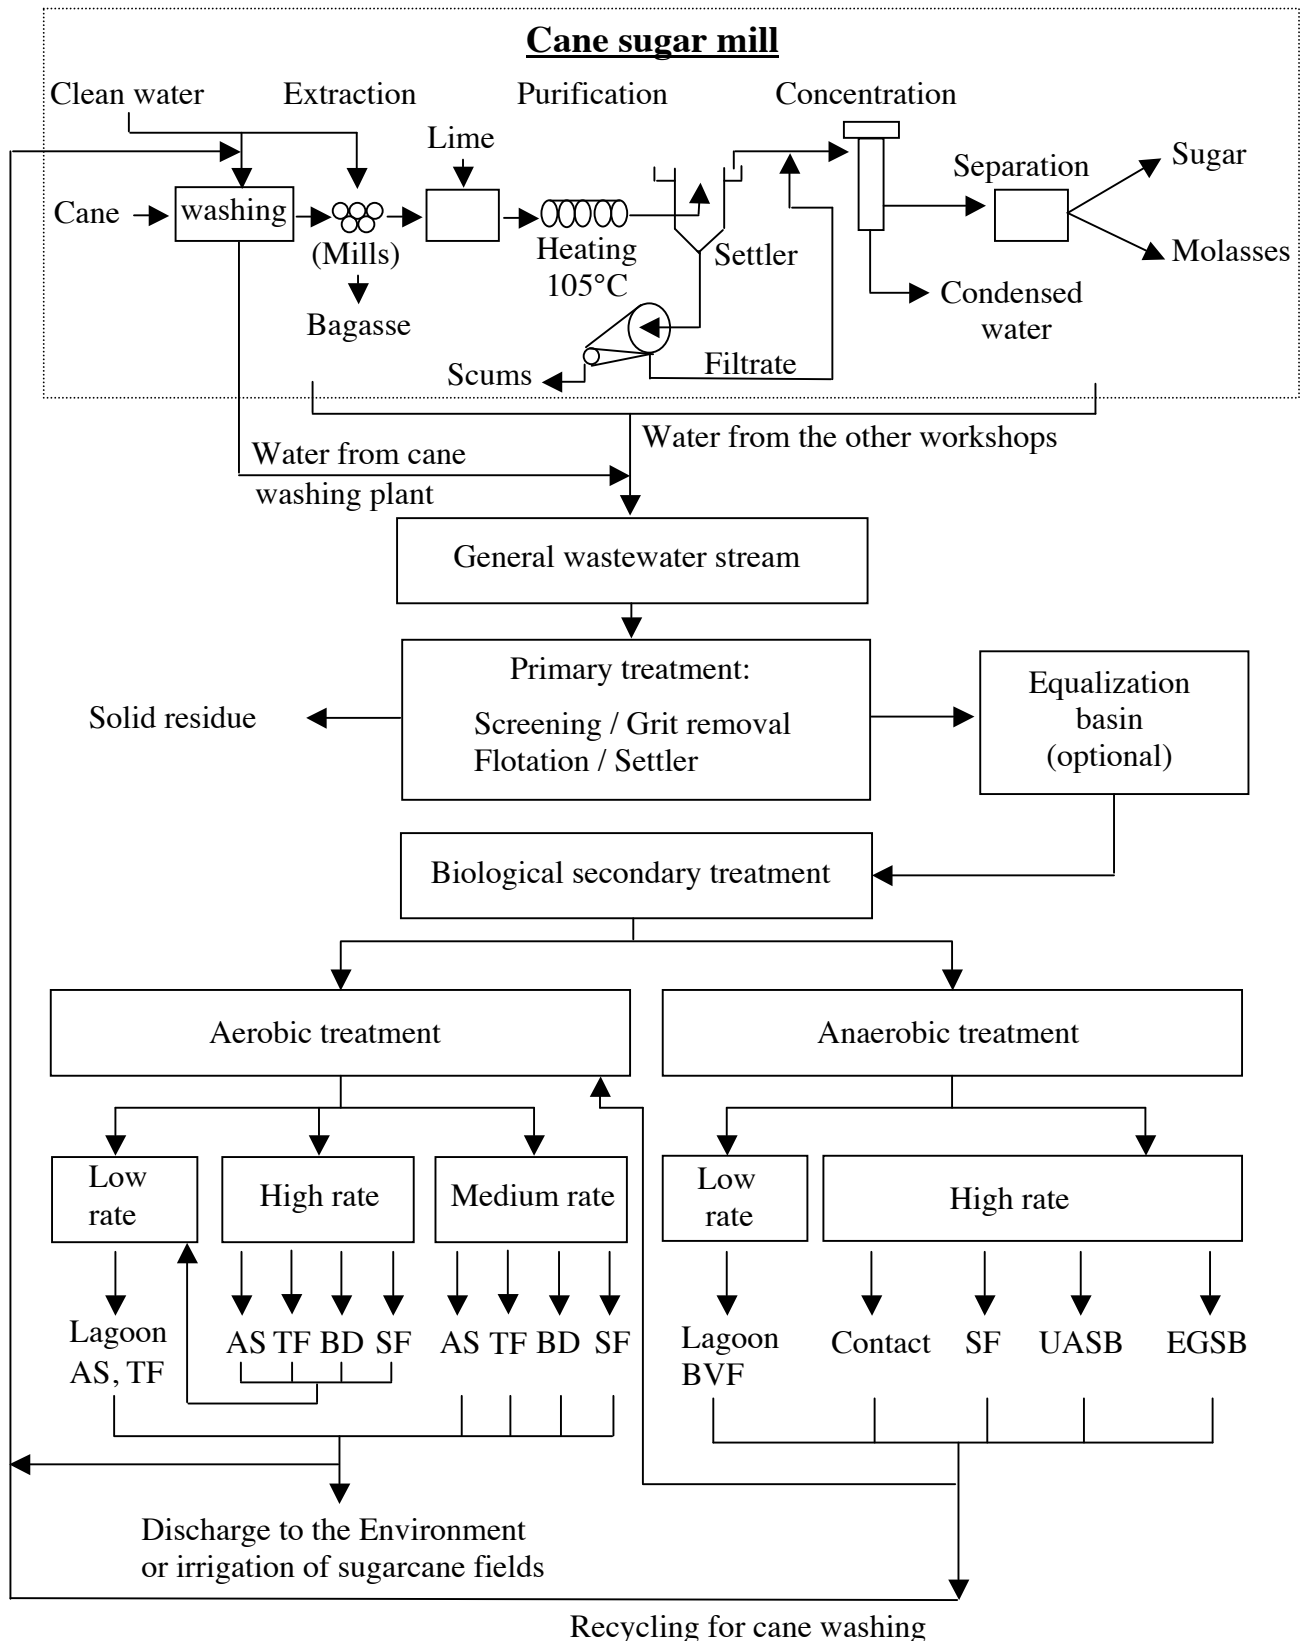 Cane sugar mill
Clean water
Extraction
Purification
Concentration
Lime
Separation
Sugar
Cane
washing
(Mills)
Heating
105°C
Settler
Molasses
Bagasse
Condensed
water
Filtrate
Scums
Water from the other workshops
Water from cane
washing plant
General wastewater stream
Primary treatment:
Screening / Grit removal
Flotation / Settler
Solid residue
Equalization
basin
(optional)
Biological secondary treatment
Aerobic treatment
Anaerobic treatment
Low
rate
High rate
Medium rate
Low
rate
High rate
Lagoon
AS, TF
AS TF BD SF
AS TF BD SF
Lagoon
BVF
Contact
SF
UASB
EGSB
Discharge to the Environment
or irrigation of sugarcane fields
Recycling for cane washing